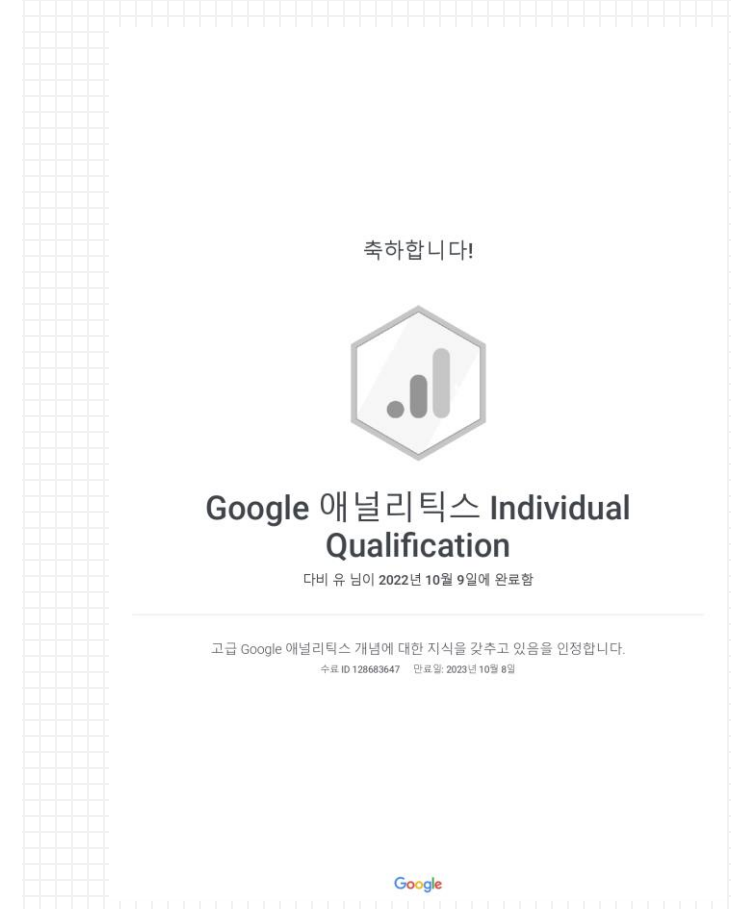 축하합니다!
Google 애널리틱스 Individual
Qualification
다비 유 님이 2022년 10월 9일에 완료함
고급 Google 애널리틱스 개념에 대한 지식을 갖추고 있음을 인정합니다.
수료 ID 128683647 만료일: 2023년 10월 8일
Google